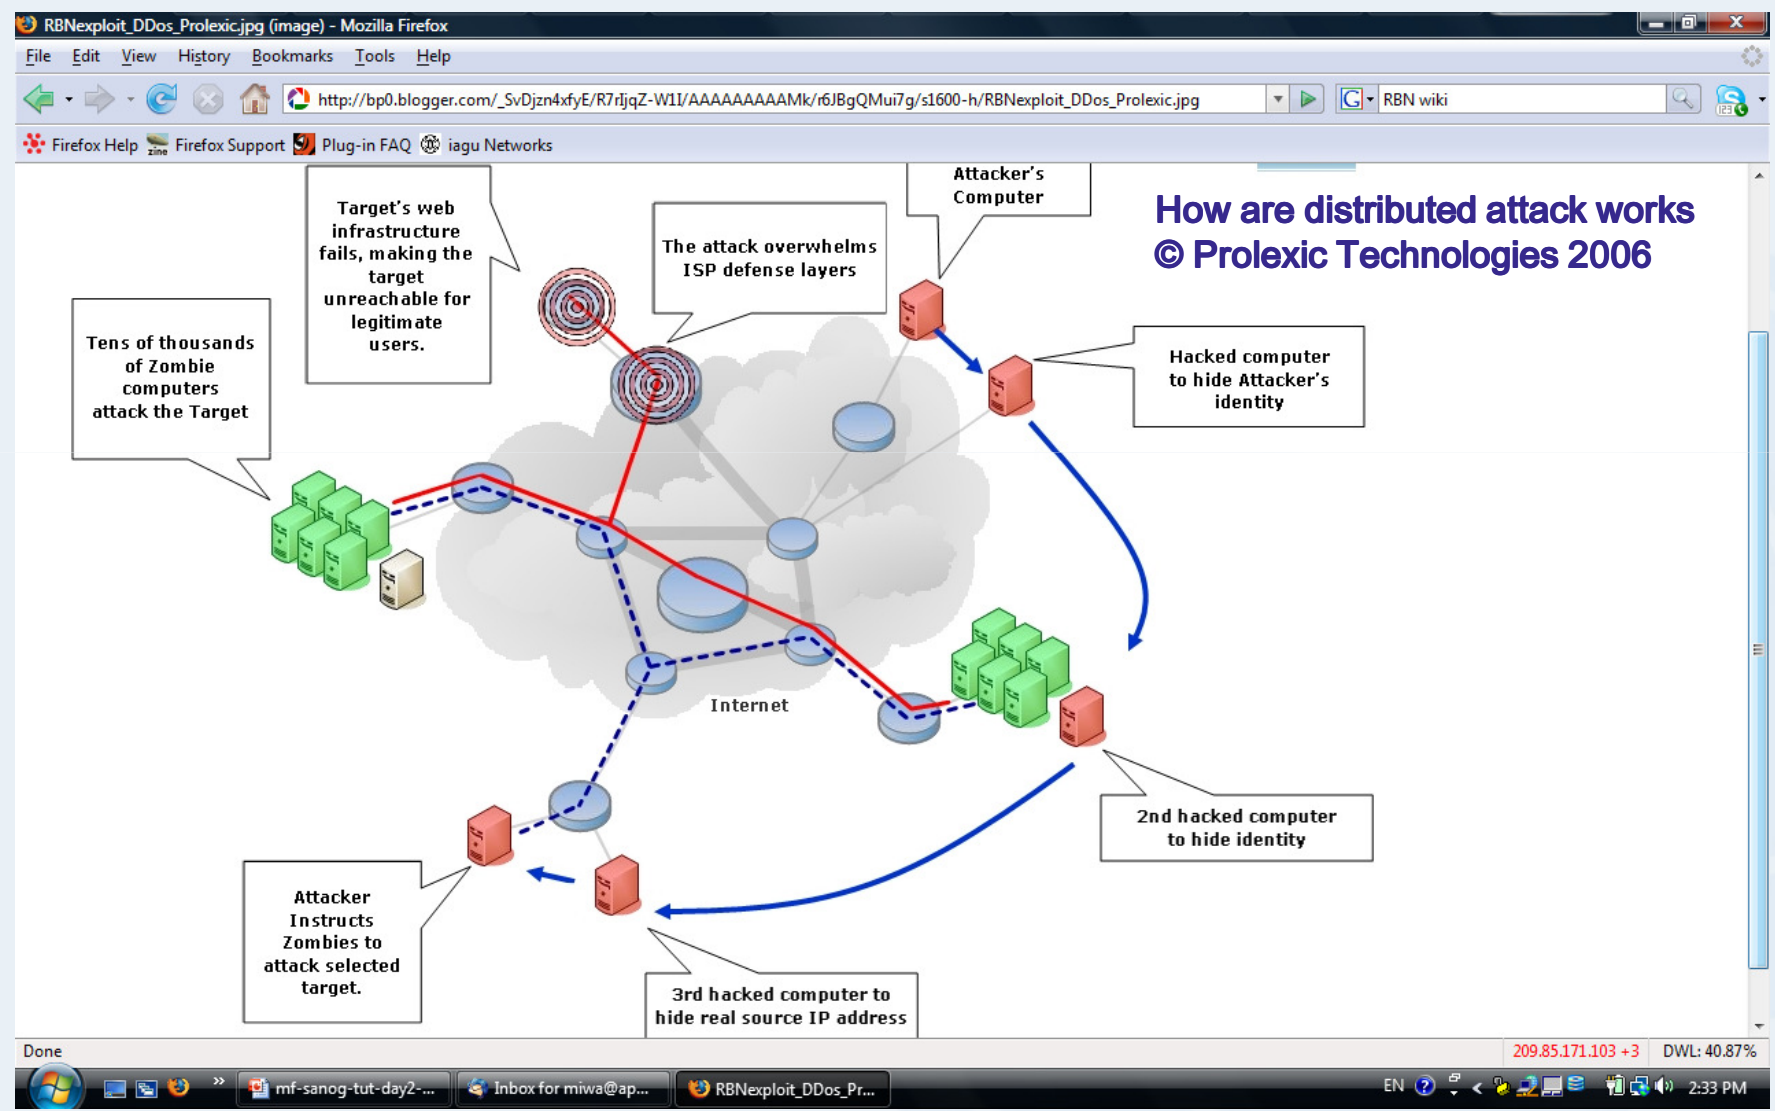 RBNexploit_DDos_Prolexic.jpg (image) - Mozilla Firefox
File Edit View History Bookmarks Tools Help
http://bp0.blogger.com/_SvDjzn4xfyE/R7rIjqZ-W1I/AAAAAAAAAMk/r6JBgQMui7g/s1600-h/RBNexploit_DDos_Prolexic.jpg
G RBN wiki
Firefox Help zine Firefox Support Plug-in FAQ iagu Networks
Attacker's
Computer
How are distributed attack works
© Prolexic Technologies 2006
Target's web
infrastructure
fails, making the
target
unreachable for
legitimate
users.
The attack overwhelms
ISP defense layers
Tens of thousands
of Zombie
computers
attack the Target
Hacked computer
to hide Attacker's
identity
Internet
2nd hacked computer
to hide identity
Attacker
Instructs
Zombies to
attack selected
target.
3rd hacked computer to
hide real source IP address
Done
209.85.171.103 +3 DWL: 40.87%
mf-sanog-tut-day2-... Inbox for miwa@ap... RBNexploit_DDos_Pr...
EN 2:33 PM